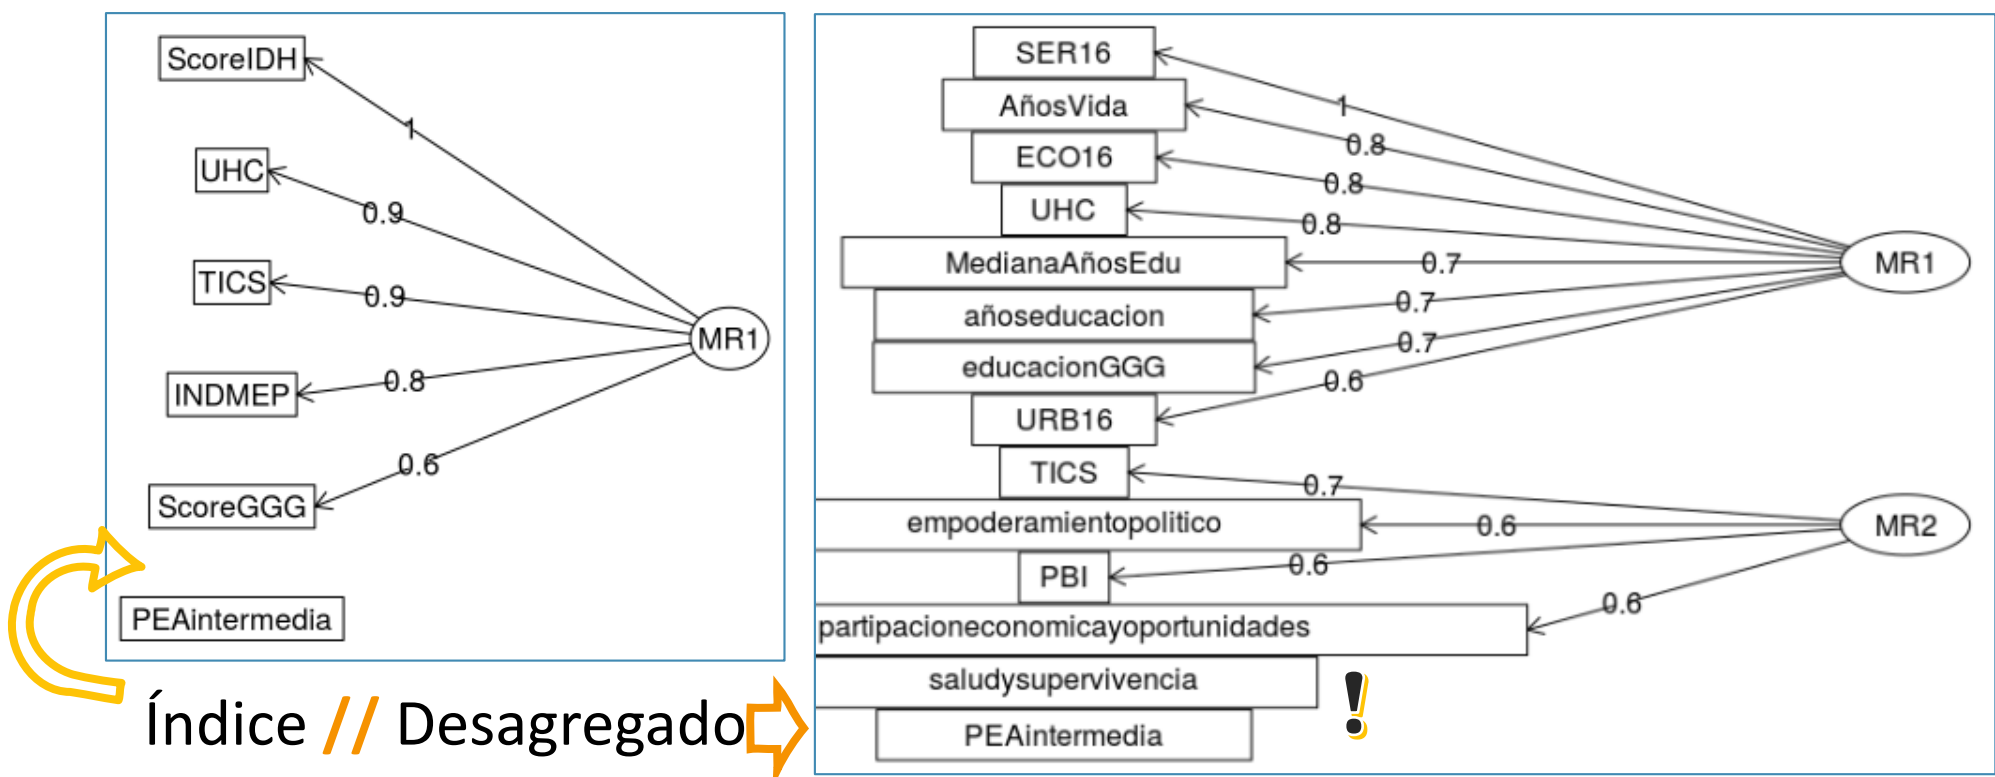 ScoreIDH
1
UHC
0.9
TICS
0.9
MR1
INDMEP
0.8
ScoreGGG
0.6
PEAintermedia
Índice // Desagregado
SER16
1
AñosVida
0.8
ECO16
0.8
UHC
0.8
MedianaAñosEdu
0.7
MR1
añoseducacion
0.7
educacionGGG
0.7
URB16
0.6
TICS
0.7
empoderamientopolitico
0.6
MR2
PBI
0.6
partipacioneconomicayoportunidades
0.6
saludysupervivencia
!
PEAintermedia